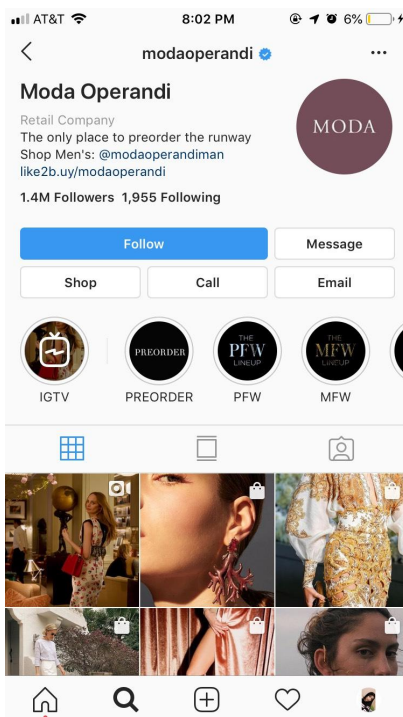 AT&T 8:02 PM 6%
modaoperandi
Moda Operandi
Retail Company
The only place to preorder the runway
Shop Men's: @modaoperandiman
like2b.uy/modaoperandi
1.4M Followers 1,955 Following
MODA
Follow
Message
Shop
Call
Email
PREORDER
THE
PFW
LINEUP
THE
MFW
LINEUP
IGTV
PREORDER
PFW
MFW